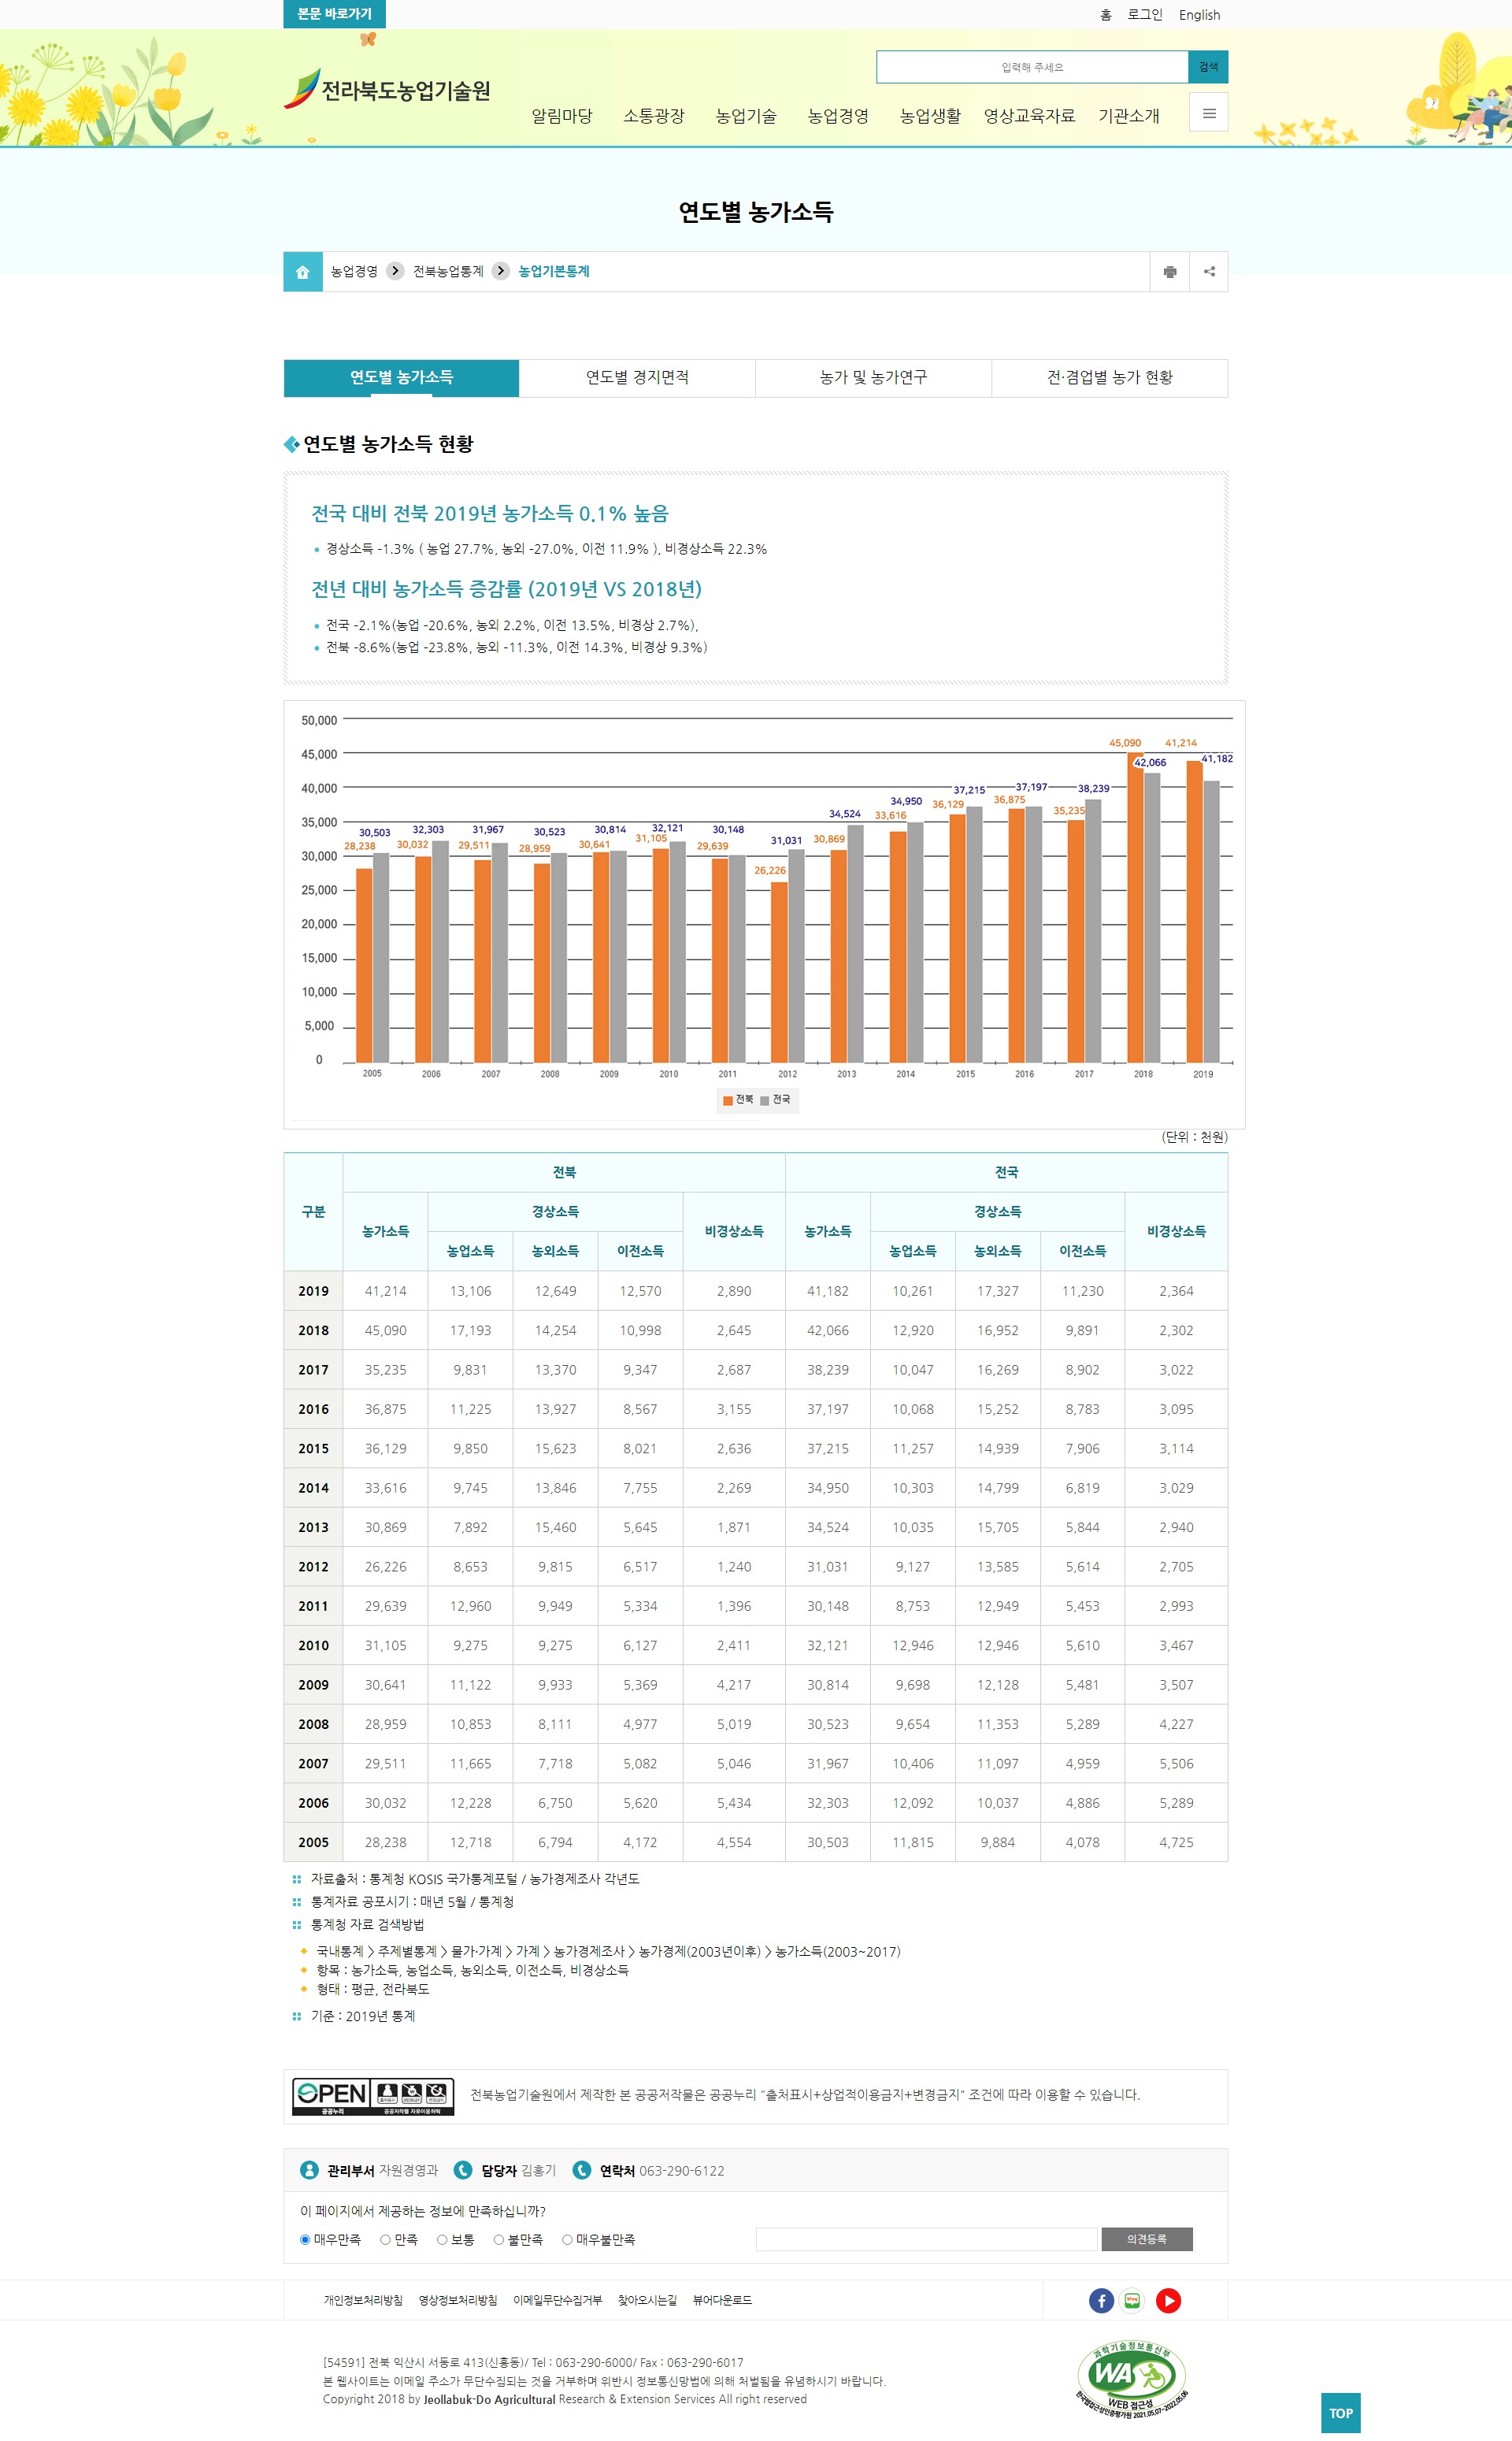 본문 바로가기
홈 로그인 English
전라북도농업기술원
입력해 주세요 검색
알림마당 소통광장 농업기술 농업경영 농업생활 영상교육자료 기관소개
연도별 농가소득
농업경영 전북농업통계 농업기본통계
연도별 농가소득 연도별 경지면적 농가 및 농가연구 전·겸업별 농가 현황
연도별 농가소득 현황
전국 대비 전북 2019년 농가소득 0.1% 높음
경상소득 -1.3% ( 농업 27.7%, 농외 -27.0%, 이전 11.9% ), 비경상소득 22.3%
전년 대비 농가소득 증감률 (2019년 VS 2018년)
전국 -2.1%(농업 -20.6%, 농외 2.2%, 이전 13.5%, 비경상 2.7%),
전북 -8.6%(농업 -23.8%, 농외 -11.3%, 이전 14.3%, 비경상 9.3%)
50,000
45,000
40,000
35,000
30,000
25,000
20,000
15,000
10,000
5,000
0
28,238 30,032 29,511 28,959 30,641 31,105 29,639 26,226 30,869 33,616 36,129 36,875 35,235 45,090 41,214
30,503 32,303 31,967 30,523 30,814 32,121 30,148 31,031 34,524 34,950 37,215 37,197 38,239 42,066 41,182
2005 2006 2007 2008 2009 2010 2011 2012 2013 2014 2015 2016 2017 2018 2019
전북 전국
(단위 : 천원)
구분 전북 전국
농가소득 경상소득 비경상소득 농가소득 경상소득 비경상소득
농업소득 농외소득 이전소득 농업소득 농외소득 이전소득
2019 41,214 13,106 12,649 12,570 2,890 41,182 10,261 17,327 11,230 2,364
2018 45,090 17,193 14,254 10,998 2,645 42,066 12,920 16,952 9,891 2,302
2017 35,235 9,831 13,370 9,347 2,687 38,239 10,047 16,269 8,902 3,022
2016 36,875 11,225 13,927 8,567 3,155 37,197 10,068 15,252 8,783 3,095
2015 36,129 9,850 15,623 8,021 2,636 37,215 11,257 14,939 7,906 3,114
2014 33,616 9,745 13,846 7,755 2,269 34,950 10,303 14,799 6,819 3,029
2013 30,869 7,892 15,460 5,645 1,871 34,524 10,035 15,705 5,844 2,940
2012 26,226 8,653 9,815 6,517 1,240 31,031 9,127 13,585 5,614 2,705
2011 29,639 12,960 9,949 5,334 1,396 30,148 8,753 12,949 5,453 2,993
2010 31,105 9,275 9,275 6,127 2,411 32,121 12,946 12,946 5,610 3,467
2009 30,641 11,122 9,933 5,369 4,217 30,814 9,698 12,128 5,481 3,507
2008 28,959 10,853 8,111 4,977 5,019 30,523 9,654 11,353 5,289 4,227
2007 29,511 11,665 7,718 5,082 5,046 31,967 10,406 11,097 4,959 5,506
2006 30,032 12,228 6,750 5,620 5,434 32,303 12,092 10,037 4,886 5,289
2005 28,238 12,718 6,794 4,172 4,554 30,503 11,815 9,884 4,078 4,725
자료출처 : 통계청 KOSIS 국가통계포털 / 농가경제조사 각년도
통계자료 공포시기 : 매년 5월 / 통계청
통계청 자료 검색방법
국내통계 > 주제별통계 > 물가·가계 > 가계 > 농가경제조사 > 농가경제(2003년이후) > 농가소득(2003~2017)
항목 : 농가소득, 농업소득, 농외소득, 이전소득, 비경상소득
형태 : 평균, 전라북도
기준 : 2019년 통계
OPEN
공공누리 공공저작물 자유이용허락
전북농업기술원에서 제작한 본 공공저작물은 공공누리 "출처표시+상업적이용금지+변경금지" 조건에 따라 이용할 수 있습니다.
관리부서 자원경영과 담당자 김홍기 연락처 063-290-6122
이 페이지에서 제공하는 정보에 만족하십니까?
매우만족 만족 보통 불만족 매우불만족 의견등록
개인정보처리방침 영상정보처리방침 이메일무단수집거부 찾아오시는길 뷰어다운로드
[54591] 전북 익산시 서동로 413(신흥동)/ Tel : 063-290-6000/ Fax : 063-290-6017
본 웹사이트는 이메일 주소가 무단수집되는 것을 거부하며 위반시 정보통신망법에 의해 처벌됨을 유념하시기 바랍니다.
Copyright 2018 by Jeollabuk-Do Agricultural Research & Extension Services All right reserved
과학기술정보통신부
WA
WEB 접근성
한국웹접근성인증평가원 2021.05.07~2022.05.06
TOP